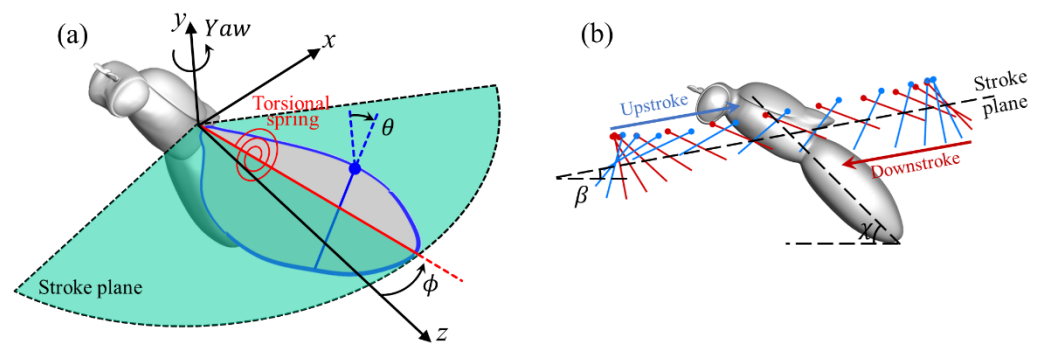 (a)
y
Yaw
x
Torsional
spring
θ
Stroke plane
ϕ
z
(b)
Upstroke
Stroke
plane
Downstroke
β
χ